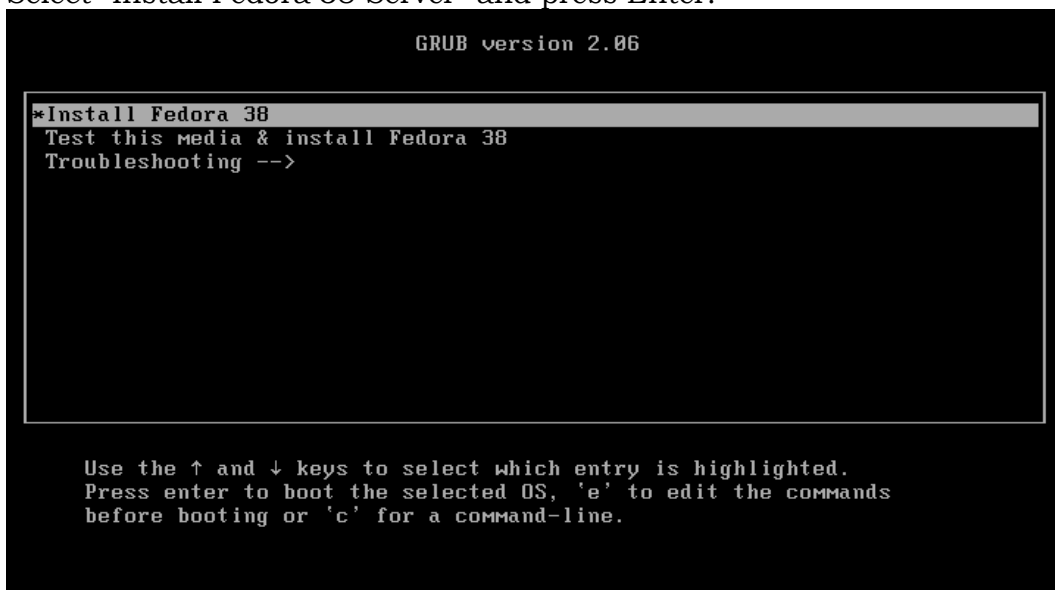 Select "Install Fedora 38 Server" and press Enter.
GRUB version 2.06
*Install Fedora 38
Test this media & install Fedora 38
Troubleshooting -->
Use the ↑ and ↓ keys to select which entry is highlighted.
Press enter to boot the selected OS, `e' to edit the commands
before booting or `c' for a command-line.